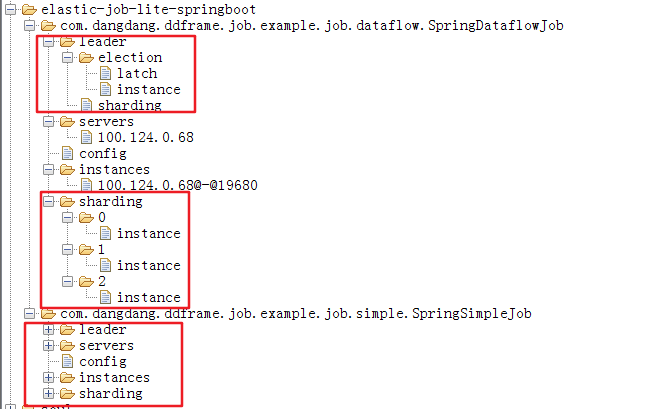 elastic-job-lite-springboot
com.dangdang.ddframe.job.example.job.dataflow.SpringDataflowJob
leader
election
latch
instance
sharding
servers
100.124.0.68
config
instances
100.124.0.68@-@19680
sharding
0
instance
1
instance
2
instance
com.dangdang.ddframe.job.example.job.simple.SpringSimpleJob
leader
servers
config
instances
sharding